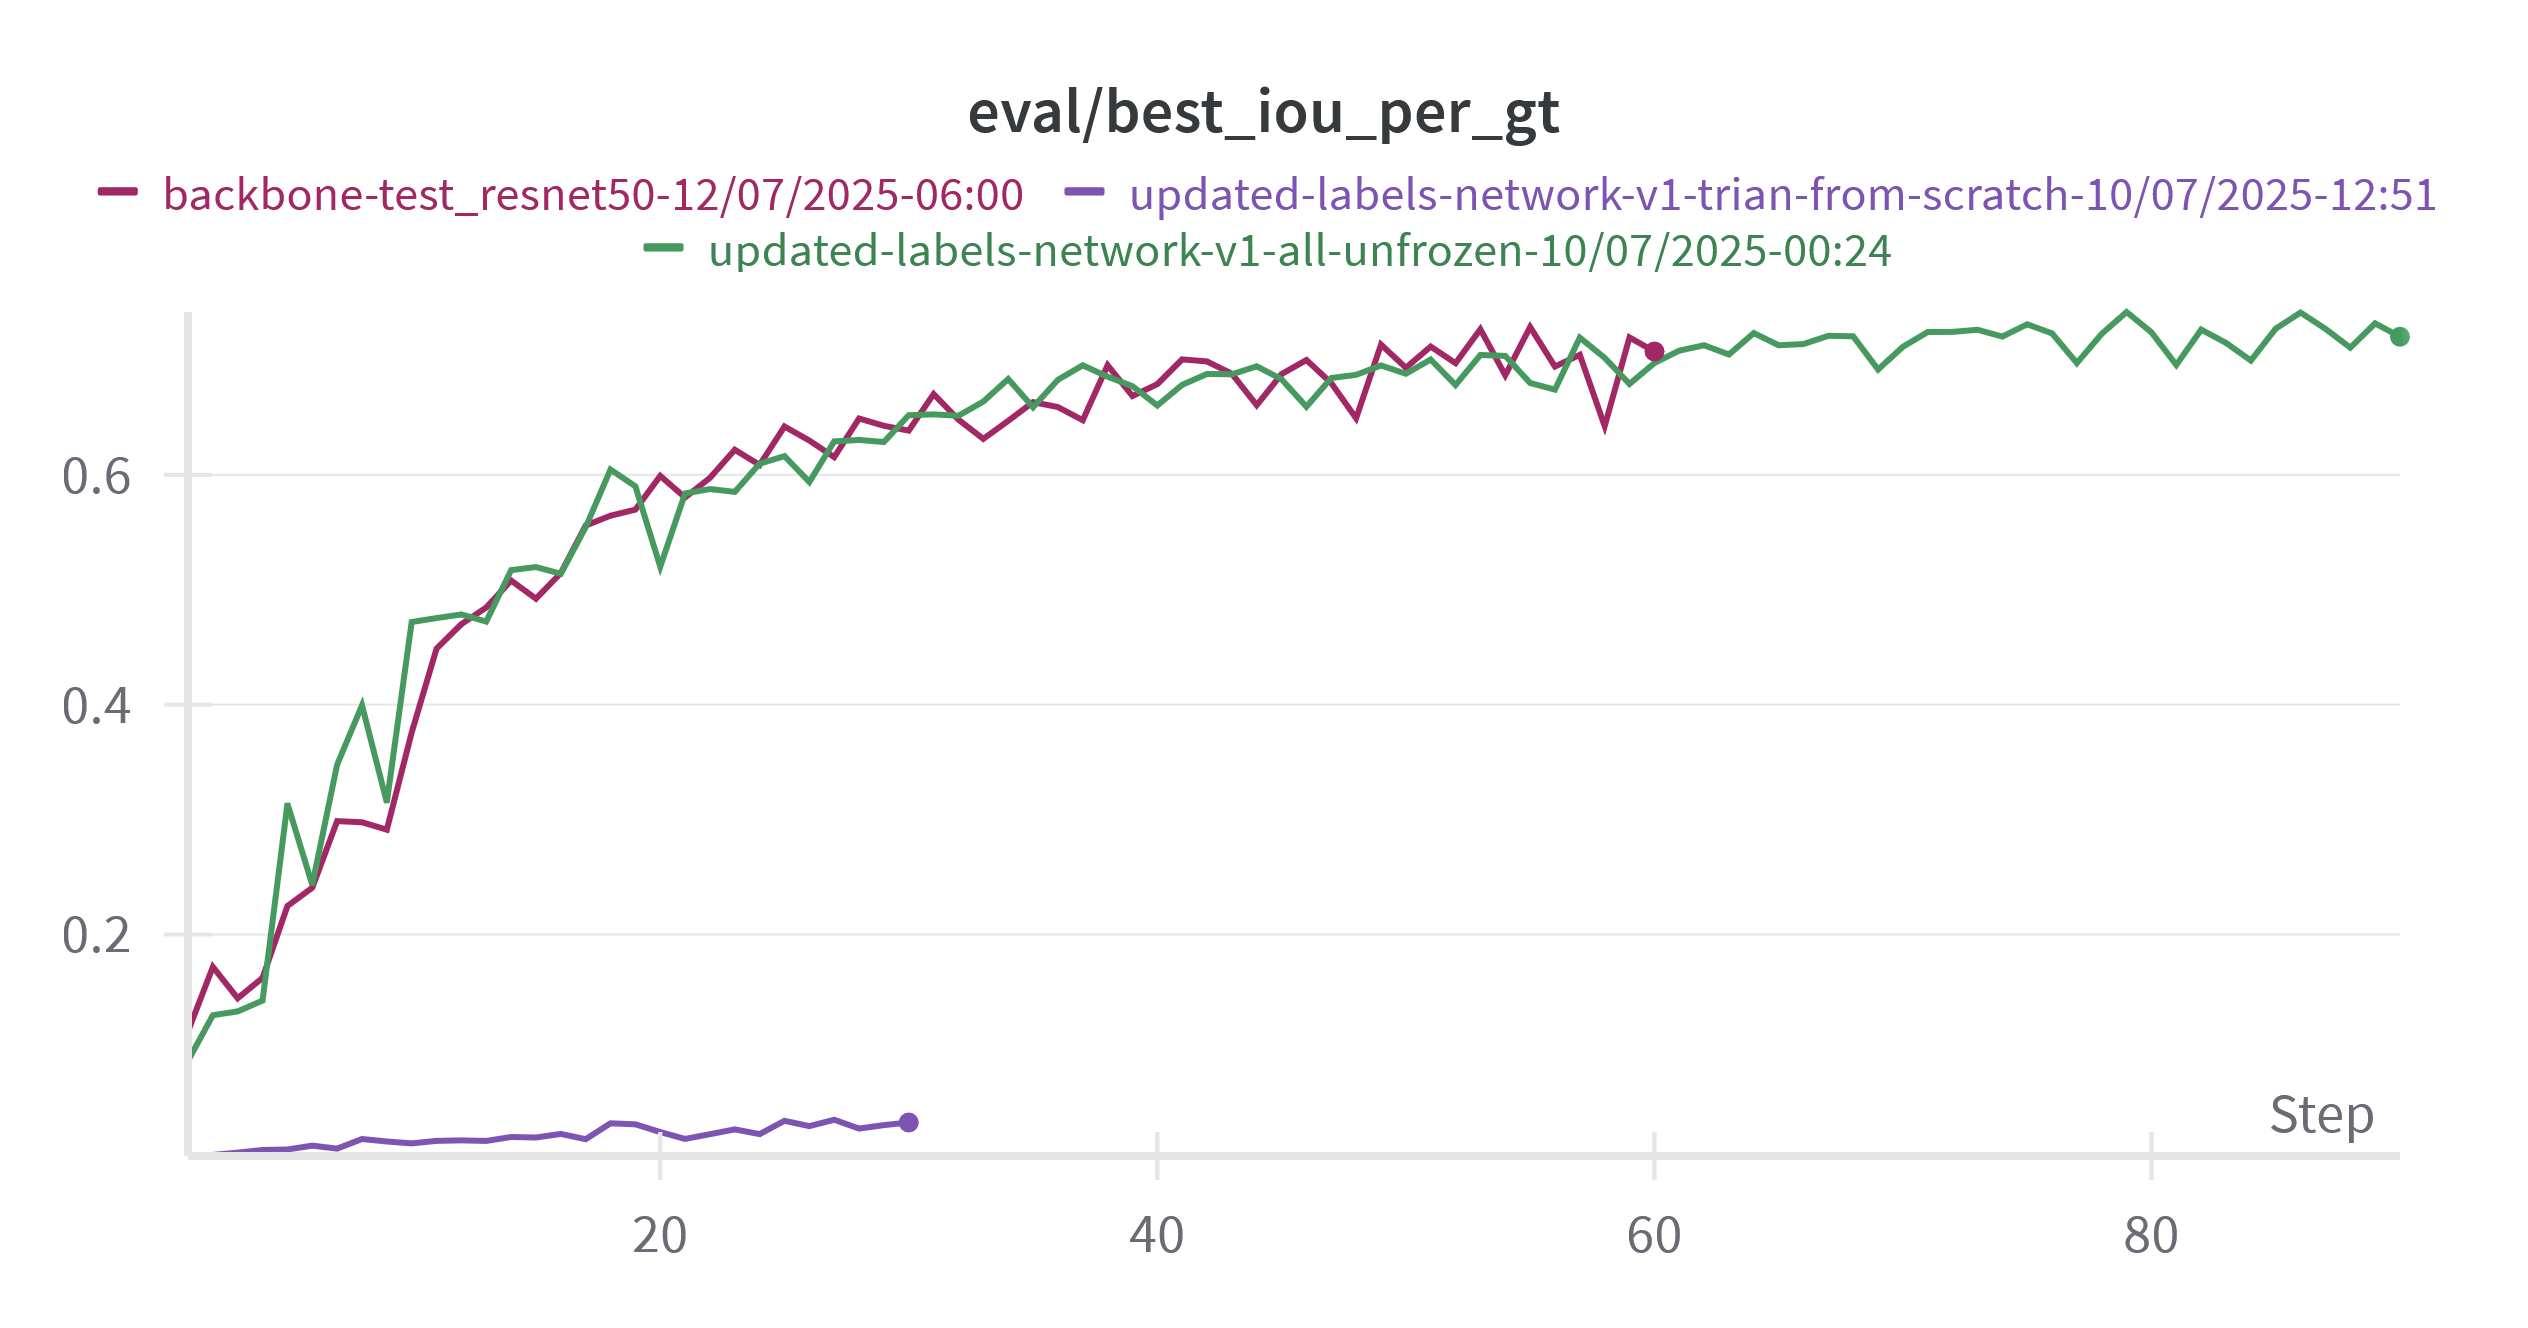 eval/best_iou_per_gt
backbone-test_resnet50-12/07/2025-06:00 updated-labels-network-v1-trian-from-scratch-10/07/2025-12:51
updated-labels-network-v1-all-unfrozen-10/07/2025-00:24
0.6
0.4
0.2
Step
20 40 60 80